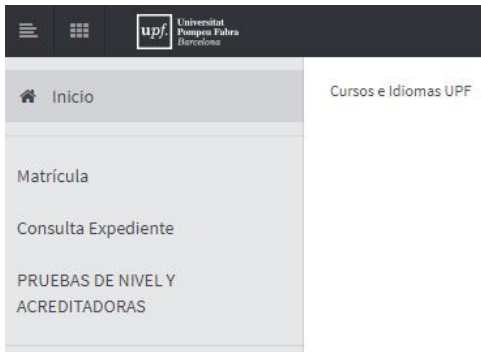 upf.
Universitat
Pompeu Fabra
Barcelona
Inicio
Cursos e Idiomas UPF
Matrícula
Consulta Expediente
PRUEBAS DE NIVEL Y
ACREDITADORAS